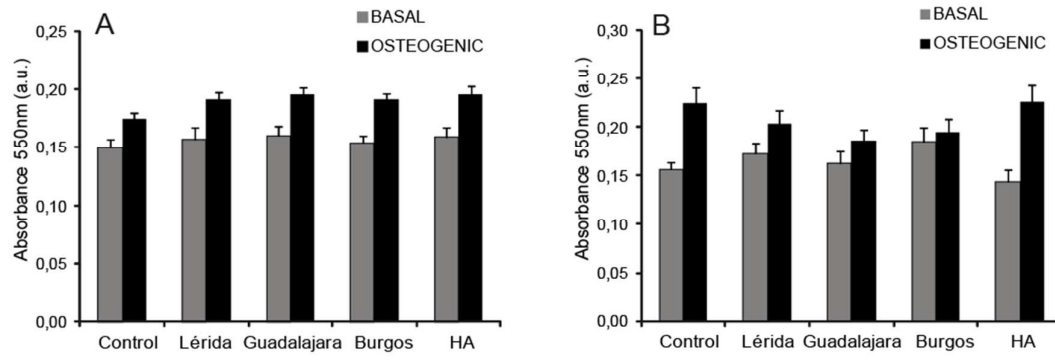 A
BASAL
OSTEOGENIC
Absorbance 550nm (a.u.)
0,25
0,20
0,15
0,10
0,05
0,00
Control Lérida Guadalajara Burgos HA
B
BASAL
OSTEOGENIC
Absorbance 550nm (a.u.)
0,30
0,25
0,20
0,15
0,10
0,05
0,00
Control Lérida Guadalajara Burgos HA